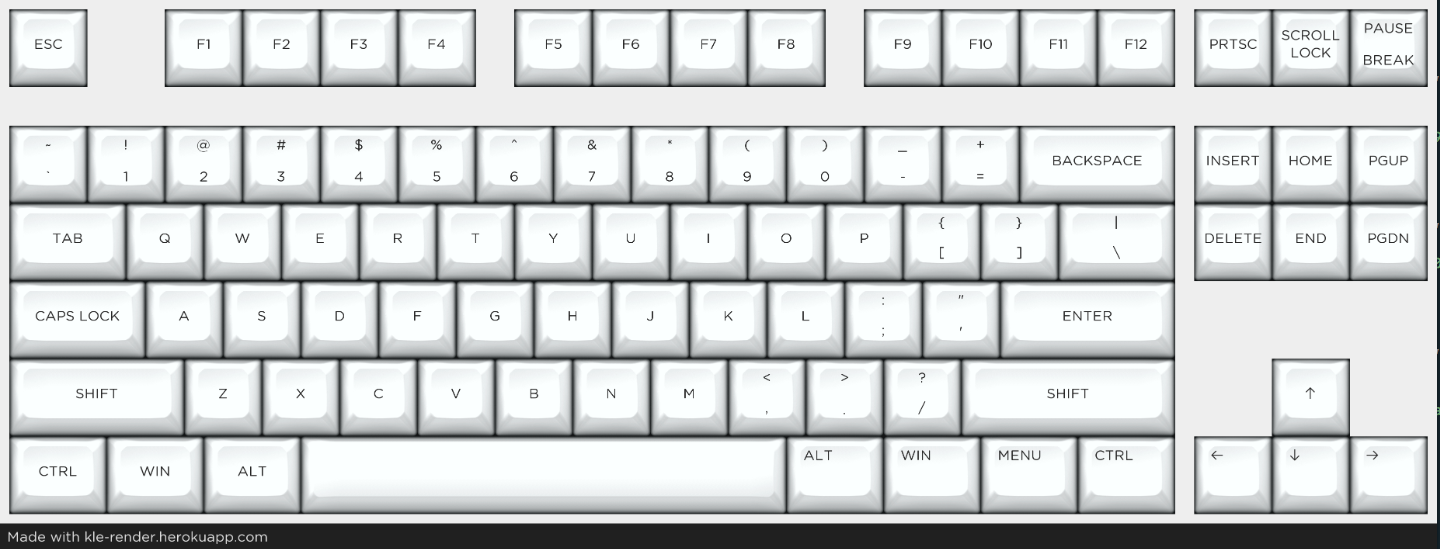 ESC F1 F2 F3 F4 F5 F6 F7 F8 F9 F10 F11 F12 PRTSC SCROLL LOCK PAUSE BREAK
~ ! @ # $ % ^ & * ( ) _ +
` 1 2 3 4 5 6 7 8 9 0 - = BACKSPACE INSERT HOME PGUP
TAB Q W E R T Y U I O P { [ } ] | \ DELETE END PGDN
CAPS LOCK A S D F G H J K L : ; " ' ENTER
SHIFT Z X C V B N M < , > . ? / SHIFT ↑
CTRL WIN ALT ALT WIN MENU CTRL ← ↓ →
Made with kle-render.herokuapp.com